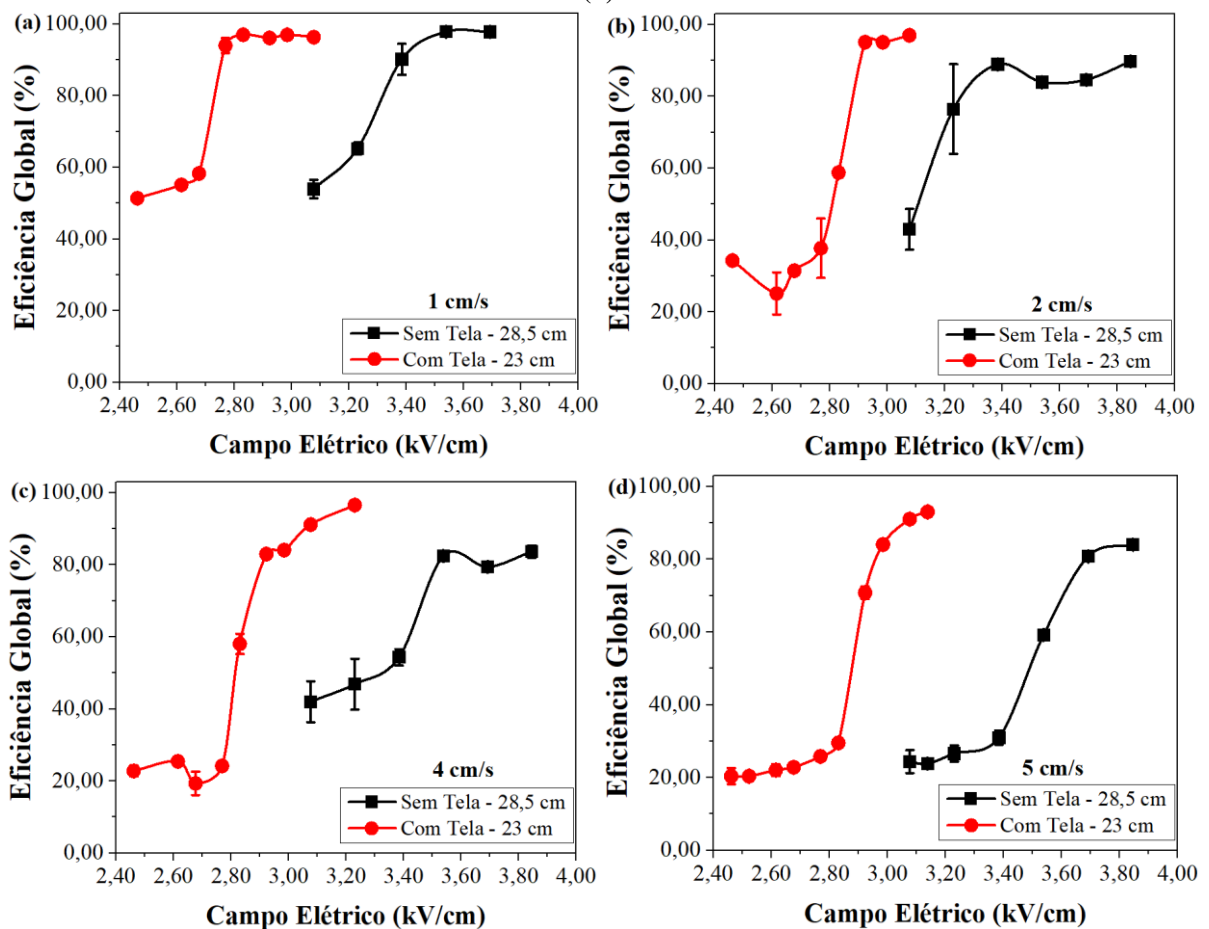 (a)
100,00
80,00
60,00
40,00
20,00
0,00
Eficiência Global (%)
1 cm/s
Sem Tela - 28,5 cm
Com Tela - 23 cm
2,40 2,60 2,80 3,00 3,20 3,40 3,60 3,80 4,00
Campo Elétrico (kV/cm)
(b)
100,00
80,00
60,00
40,00
20,00
0,00
Eficiência Global (%)
2 cm/s
Sem Tela - 28,5 cm
Com Tela - 23 cm
2,40 2,60 2,80 3,00 3,20 3,40 3,60 3,80 4,00
Campo Elétrico (kV/cm)
(c)
100,00
80,00
60,00
40,00
20,00
0,00
Eficiência Global (%)
4 cm/s
Sem Tela - 28,5 cm
Com Tela - 23 cm
2,40 2,60 2,80 3,00 3,20 3,40 3,60 3,80 4,00
Campo Elétrico (kV/cm)
(d)
100,00
80,00
60,00
40,00
20,00
0,00
Eficiência Global (%)
5 cm/s
Sem Tela - 28,5 cm
Com Tela - 23 cm
2,40 2,60 2,80 3,00 3,20 3,40 3,60 3,80 4,00
Campo Elétrico (kV/cm)